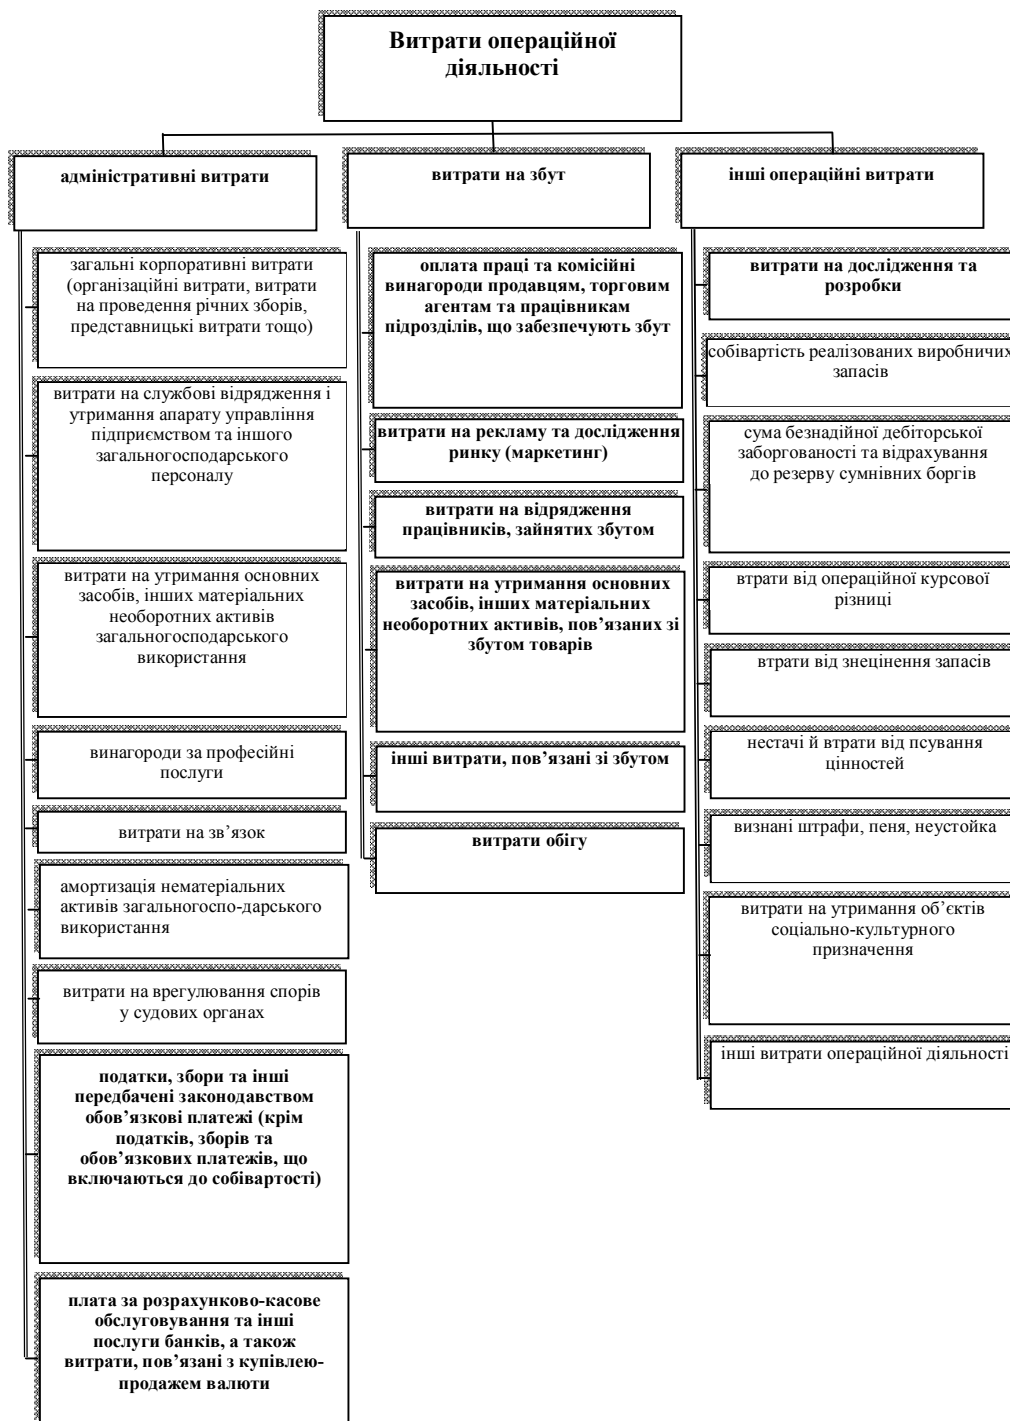 Витрати операційної
діяльності
адміністративні витрати
загальні корпоративні витрати
(організаційні витрати, витрати
на проведення річних зборів,
представницькі витрати тощо)
витрати на службові відрядження і
утримання апарату управління
підприємством та іншого
загальногосподарського
персоналу
витрати на утримання основних
засобів, інших матеріальних
необоротних активів
загальногосподарського
використання
винагороди за професійні
послуги
витрати на зв’язок
амортизація нематеріальних
активів загальногоспо-дарського
використання
витрати на врегулювання спорів
у судових органах
податки, збори та інші
передбачені законодавством
обов’язкові платежі (крім
податків, зборів та
обов’язкових платежів, що
включаються до собівартості)
плата за розрахунково-касове
обслуговування та інші
послуги банків, а також
витрати, пов’язані з купівлею-
продажем валюти
витрати на збут
оплата праці та комісійні
винагороди продавцям, торговим
агентам та працівникам
підрозділів, що забезпечують збут
витрати на рекламу та дослідження
ринку (маркетинг)
витрати на відрядження
працівників, зайнятих збутом
витрати на утримання основних
засобів, інших матеріальних
необоротних активів, пов’язаних зі
збутом товарів
інші витрати, пов’язані зі збутом
витрати обігу
інші операційні витрати
витрати на дослідження та
розробки
собівартість реалізованих виробничих
запасів
сума безнадійної дебіторської
заборгованості та відрахування
до резерву сумнівних боргів
втрати від операційної курсової
різниці
втрати від знецінення запасів
нестачі й втрати від псування
цінностей
визнані штрафи, пеня, неустойка
витрати на утримання об’єктів
соціально-культурного
призначення
інші витрати операційної діяльності